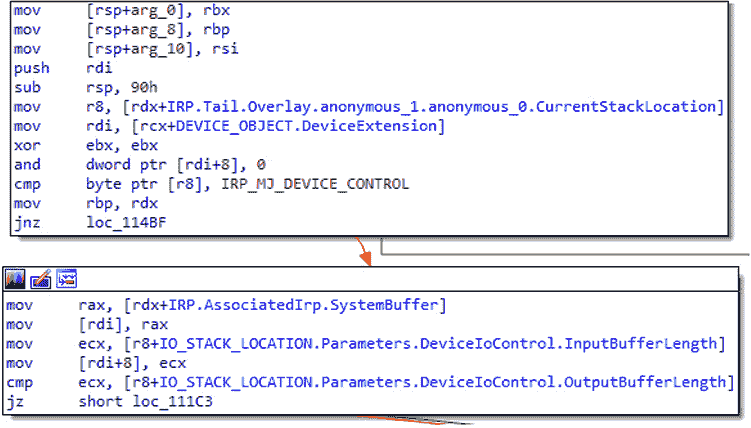 mov [rsp+arg_0], rbx
mov [rsp+arg_8], rbp
mov [rsp+arg_10], rsi
push rdi
sub rsp, 90h
mov r8, [rdx+IRP.Tail.Overlay.anonymous_1.anonymous_0.CurrentStackLocation]
mov rdi, [rcx+DEVICE_OBJECT.DeviceExtension]
xor ebx, ebx
and dword ptr [rdi+8], 0
cmp byte ptr [r8], IRP_MJ_DEVICE_CONTROL
mov rbp, rdx
jnz loc_114BF
mov rax, [rdx+IRP.AssociatedIrp.SystemBuffer]
mov [rdi], rax
mov ecx, [r8+IO_STACK_LOCATION.Parameters.DeviceIoControl.InputBufferLength]
mov [rdi+8], ecx
cmp ecx, [r8+IO_STACK_LOCATION.Parameters.DeviceIoControl.OutputBufferLength]
jz short loc_111C3